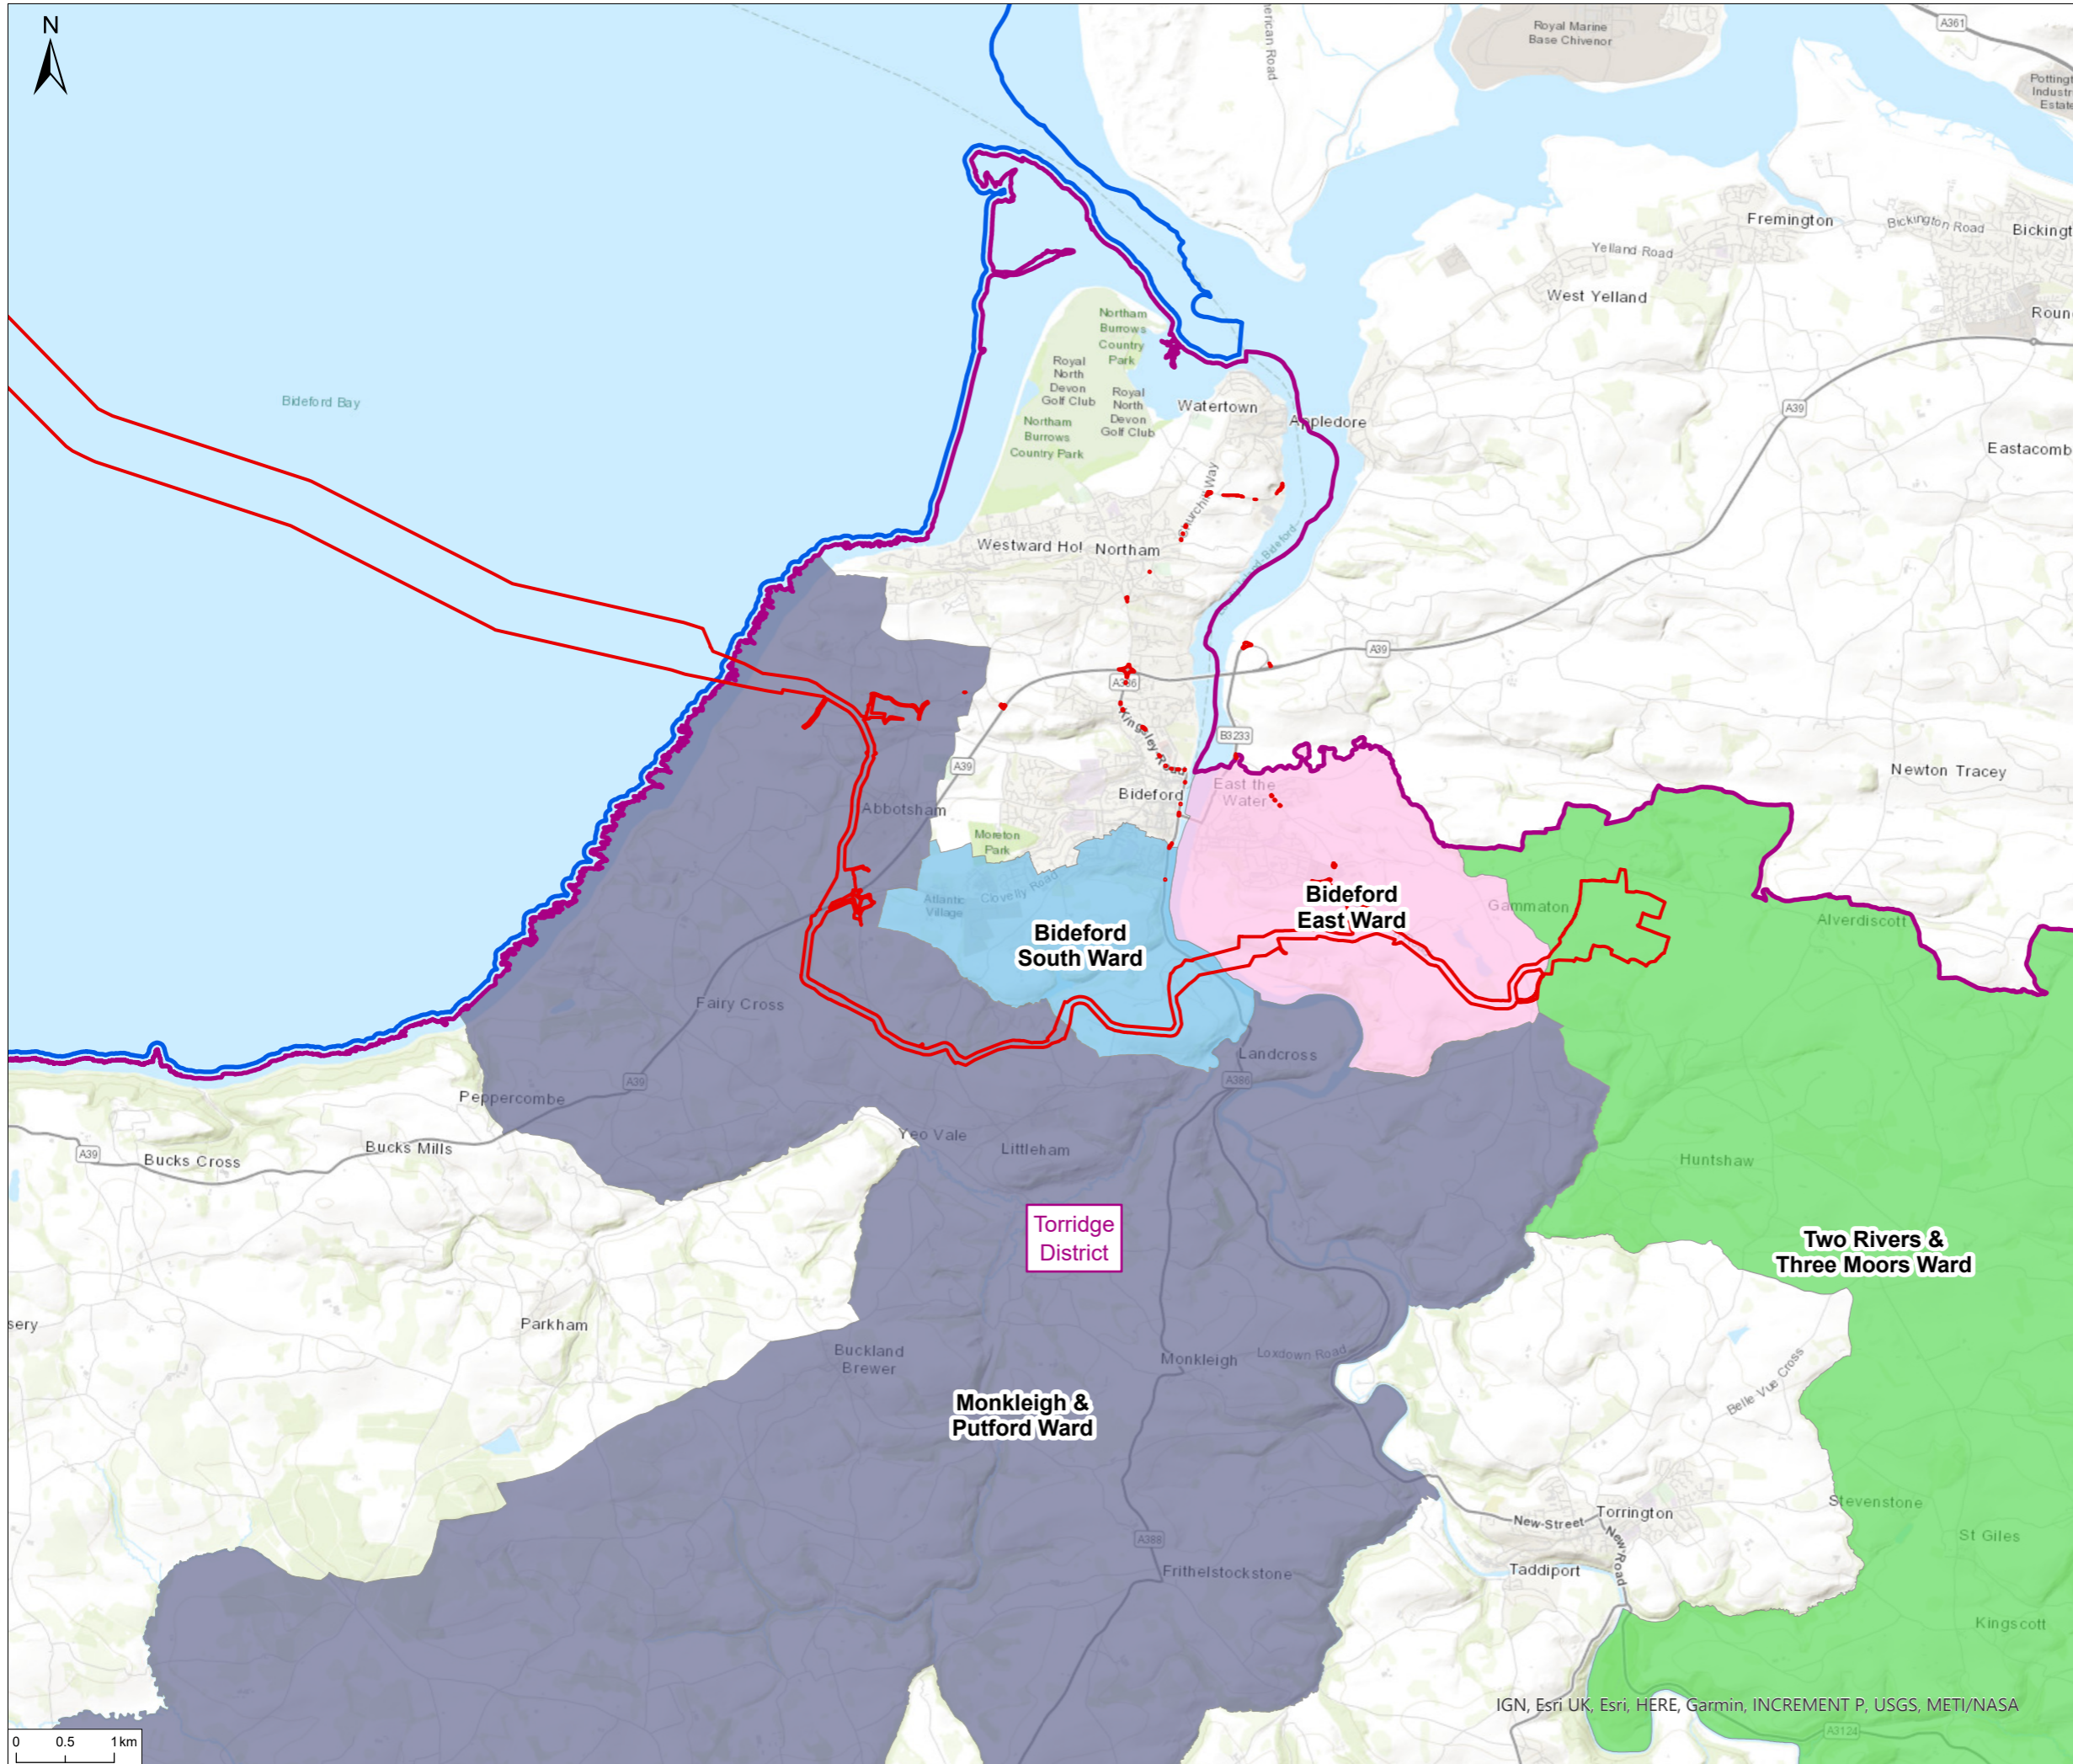 N
Royal Marine
Base Chivenor
A361
Pottingt
Industr
Estate
erican Road
Fremington
Bickington Road
Bickingt
Yelland Road
West Yelland
Roun
Northam
Burrows
Country
Park
Royal
North
Devon
Golf Club
Royal
North
Devon
Golf Club
Northam
Burrows
Country Park
Bideford Bay
Watertown
Appledore
A39
Eastacomb
Westward Ho!
Northam
A39
A39
B3233
Kingsley Road
Bideford
East the
Water
Newton Tracey
Abbotsham
Moreton
Park
Atlantic
Village
Clovelly Road
Bideford
South Ward
Bideford
East Ward
Gammaton
Alverdiscott
Fairy Cross
Landcross
A386
A39
Peppercombe
Bucks Mills
A39
Bucks Cross
Yeo Vale
Littleham
Huntshaw
Torridge
District
Two Rivers &
Three Moors Ward
sery
Parkham
Buckland
Brewer
Monkleigh
Loxdown Road
Belle Vue Cross
Monkleigh &
Putford Ward
Stevenstone
New Street
Torrington
New Road
St Giles
A388
Frithelstockstone
Taddiport
Kingscott
IGN, Esri UK, Esri, HERE, Garmin, INCREMENT P, USGS, METI/NASA
A3124
0 0.5 1 km